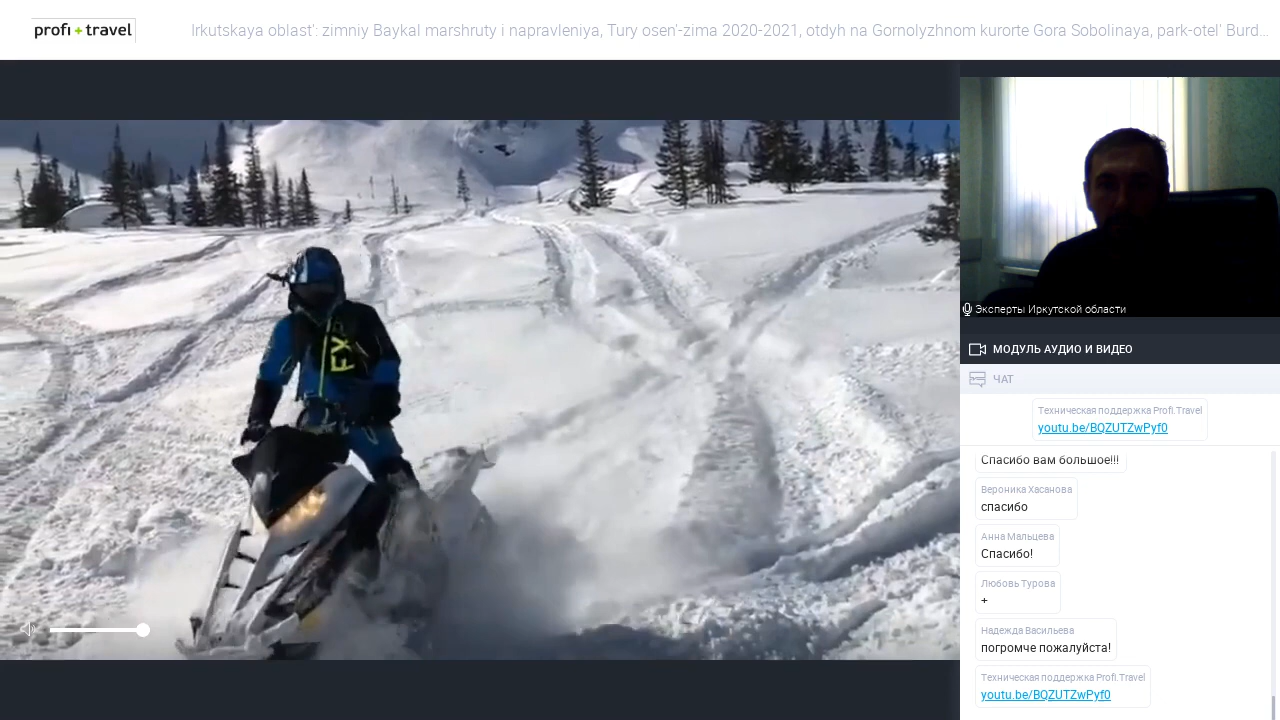 profi + travel
Irkutskaya oblast': zimniy Baykal marshruty i napravleniya, Tury osen'-zima 2020-2021, otdyh na Gornolyzhnom kurorte Gora Sobolinaya, park-otel' Burd...
FXR
Эксперты Иркутской области
МОДУЛЬ АУДИО И ВИДЕО
ЧАТ
Техническая поддержка Profi.Travel
youtu.be/BQZUTZwPyf0
Спасибо вам большое!!!
Вероника Хасанова
спасибо
Анна Мальцева
Спасибо!
Любовь Турова
+
Надежда Васильева
погромче пожалуйста!
Техническая поддержка Profi.Travel
youtu.be/BQZUTZwPyf0